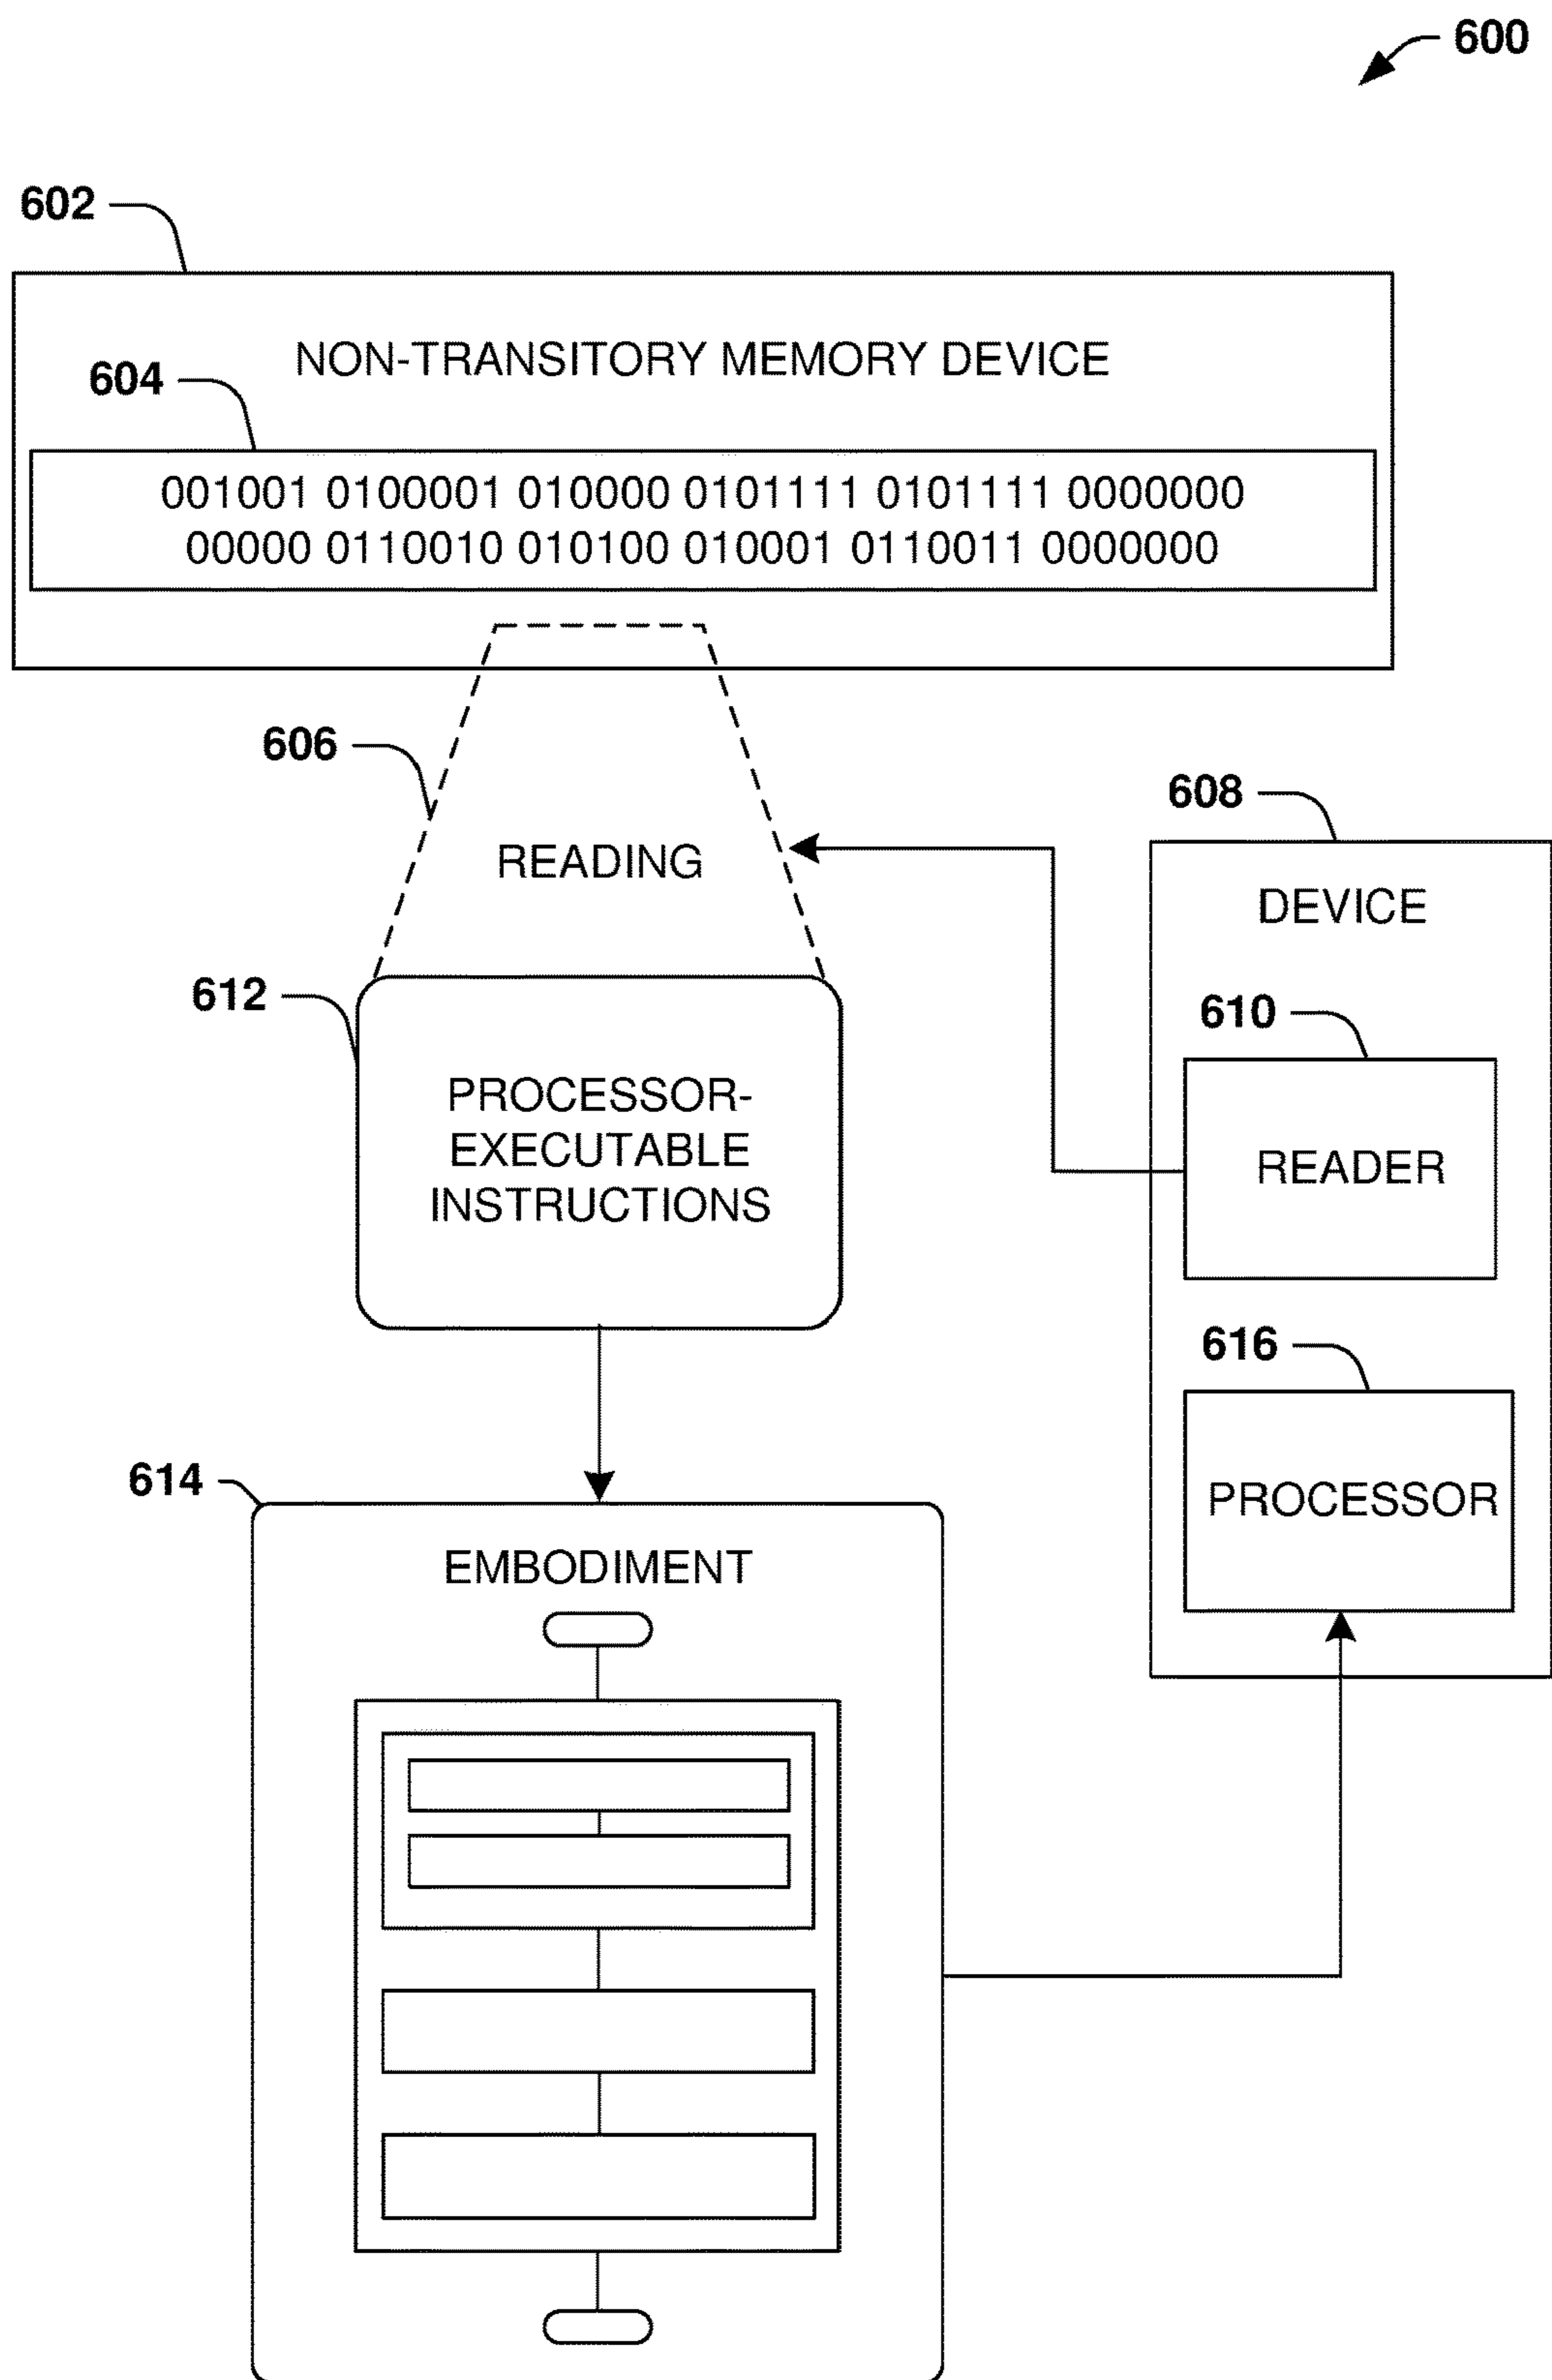 600
602
NON-TRANSITORY MEMORY DEVICE
604
001001 0100001 010000 0101111 0101111 0000000
00000 0110010 010100 010001 0110011 0000000
606
READING
608
DEVICE
610
READER
612
PROCESSOR-
EXECUTABLE
INSTRUCTIONS
616
PROCESSOR
614
EMBODIMENT